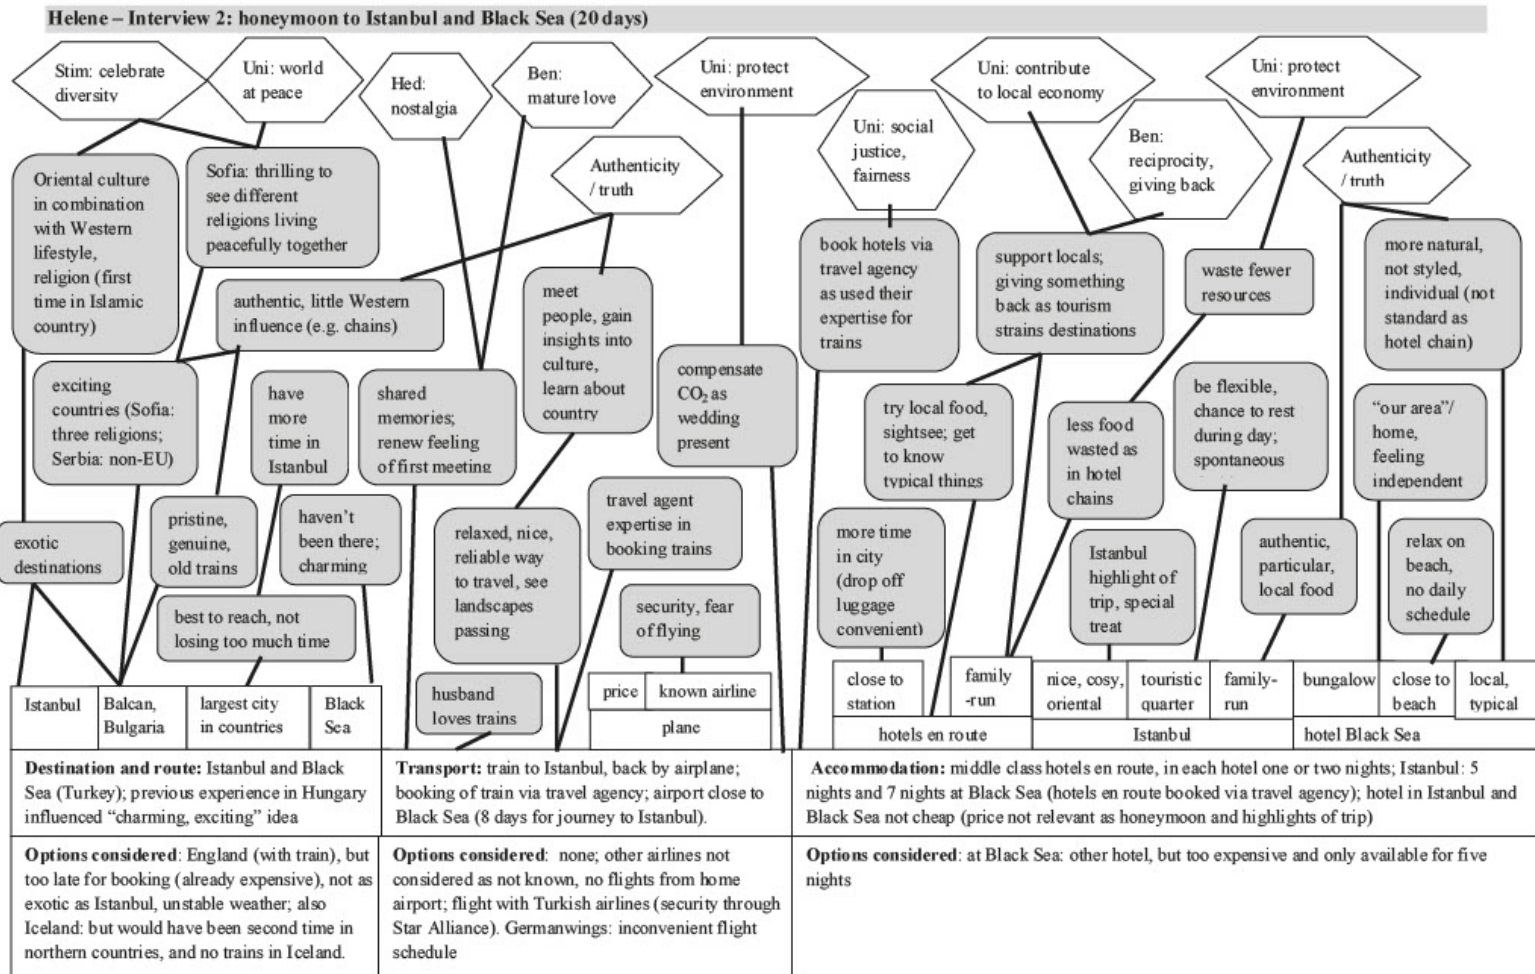 Helene – Interview 2: honeymoon to Istanbul and Black Sea (20 days)
Stim: celebrate
diversity
Uni: world
at peace
Hed:
nostalgia
Ben:
mature love
Uni: protect
environment
Uni: contribute
to local economy
Uni: protect
environment
Uni: social
justice,
fairness
Ben:
reciprocity,
giving back
Authenticity
/ truth
Authenticity
/ truth
Oriental culture
in combination
with Western
lifestyle,
religion (first
time in Islamic
country)
Sofia: thrilling to
see different
religions living
peacefully together
authentic, little Western
influence (e.g. chains)
meet
people, gain
insights into
culture,
learn about
country
book hotels via
travel agency
as used their
expertise for
trains
support locals;
giving something
back as tourism
strains destinations
waste fewer
resources
more natural,
not styled,
individual (not
standard as
hotel chain)
exciting
countries (Sofia:
three religions;
Serbia: non-EU)
have
more
time in
Istanbul
shared
memories;
renew feeling
of first meeting
compensate
CO₂ as
wedding
present
try local food,
sightsee; get
to know
typical things
less food
wasted as
in hotel
chains
be flexible,
chance to rest
during day;
spontaneous
“our area”/
home,
feeling
independent
exotic
destinations
pristine,
genuine,
old trains
haven’t
been there;
charming
relaxed, nice,
reliable way
to travel, see
landscapes
passing
travel agent
expertise in
booking trains
more time
in city
(drop off
luggage
convenient)
Istanbul
highlight of
trip, special
treat
authentic,
particular,
local food
relax on
beach,
no daily
schedule
best to reach, not
losing too much time
security, fear
of flying
husband
loves trains
Istanbul
Balcan,
Bulgaria
largest city
in countries
Black
Sea
price
known airline
plane
close to
station
family
-run
hotels en route
nice, cosy,
oriental
touristic
quarter
family-
run
Istanbul
bungalow
close to
beach
local,
typical
hotel Black Sea
Destination and route: Istanbul and Black
Sea (Turkey); previous experience in Hungary
influenced “charming, exciting” idea
Transport: train to Istanbul, back by airplane;
booking of train via travel agency; airport close to
Black Sea (8 days for journey to Istanbul).
Accommodation: middle class hotels en route, in each hotel one or two nights; Istanbul: 5
nights and 7 nights at Black Sea (hotels en route booked via travel agency); hotel in Istanbul and
Black Sea not cheap (price not relevant as honeymoon and highlights of trip)
Options considered: England (with train), but
too late for booking (already expensive), not as
exotic as Istanbul, unstable weather; also
Iceland: but would have been second time in
northern countries, and no trains in Iceland.
Options considered: none; other airlines not
considered as not known, no flights from home
airport; flight with Turkish airlines (security through
Star Alliance). Germanwings: inconvenient flight
schedule
Options considered: at Black Sea: other hotel, but too expensive and only available for five
nights